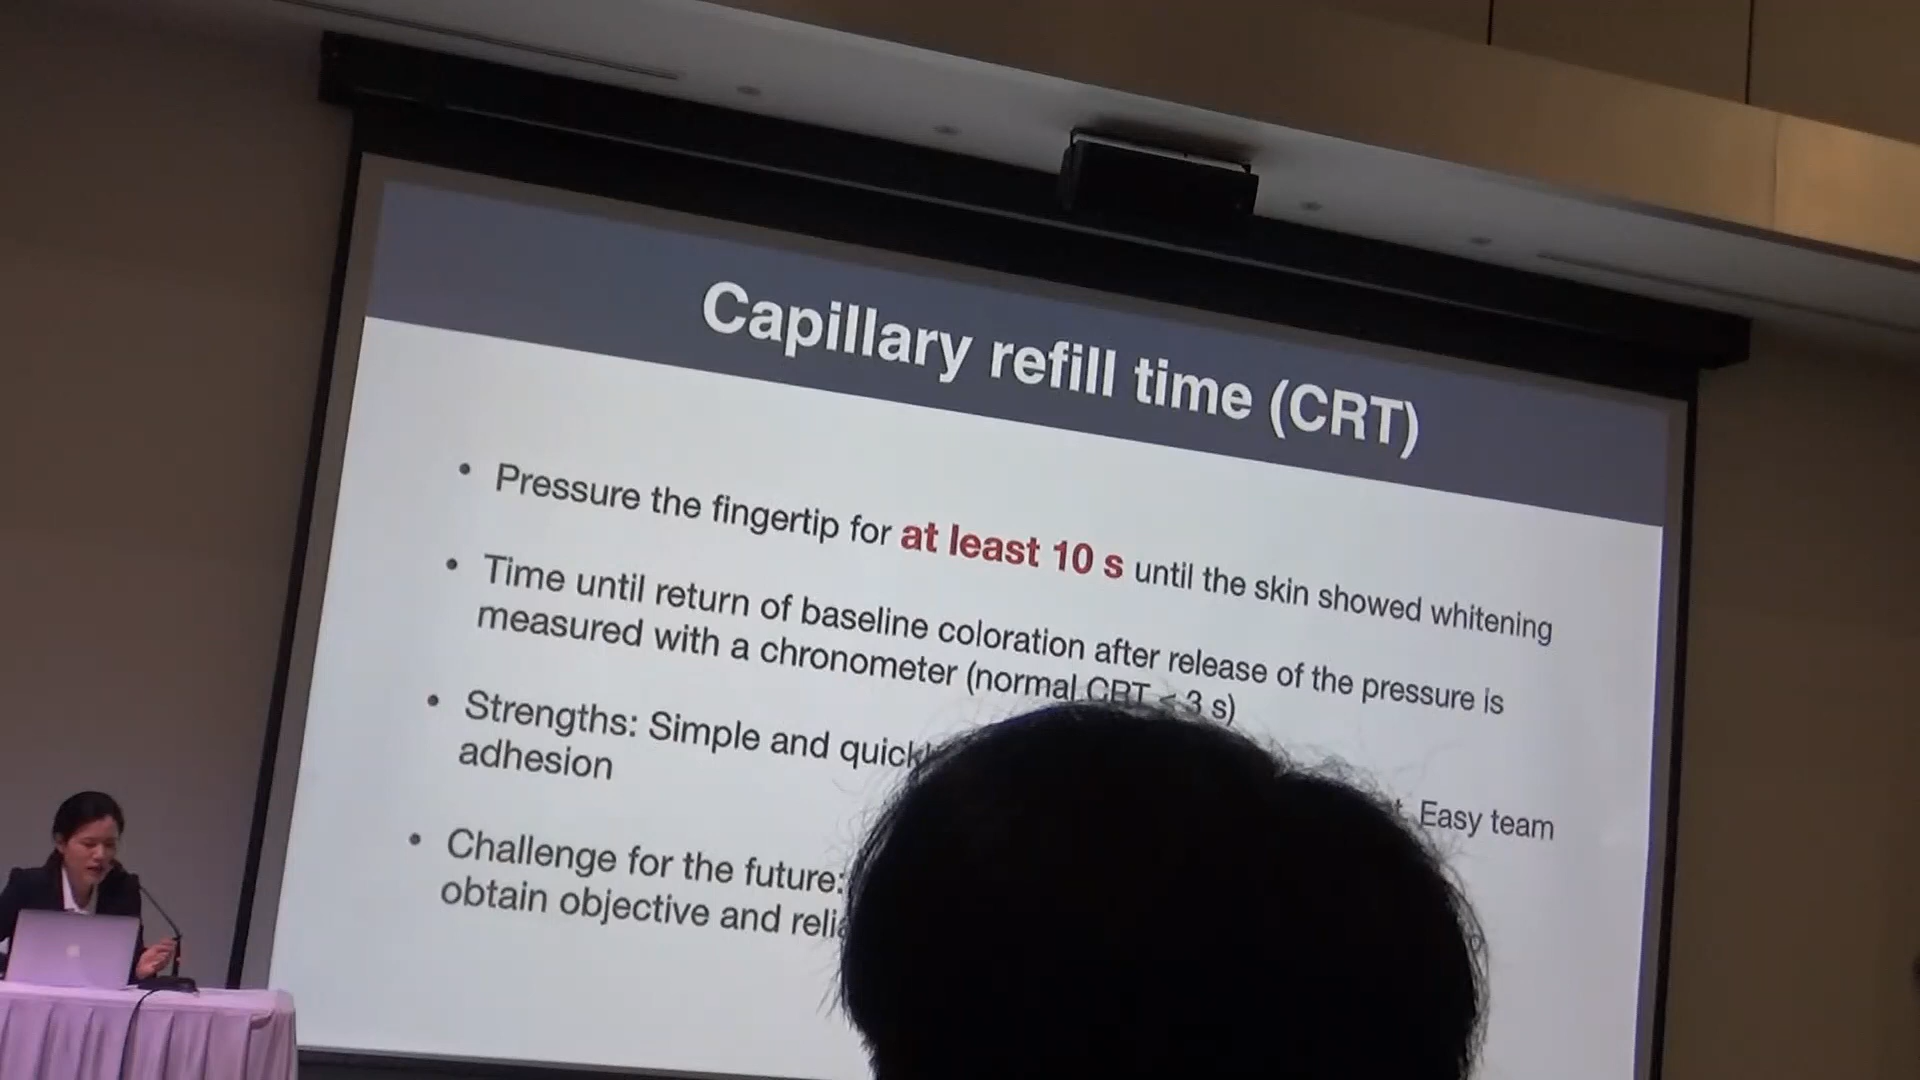 Capillary refill time (CRT)
• Pressure the fingertip for at least 10 s until the skin showed whitening
• Time until return of baseline coloration after release of the pressure is
measured with a chronometer (normal CRT < 3 s)
• Strengths: Simple and Easy team
adhesion
• Challenge for the future:
obtain objective and